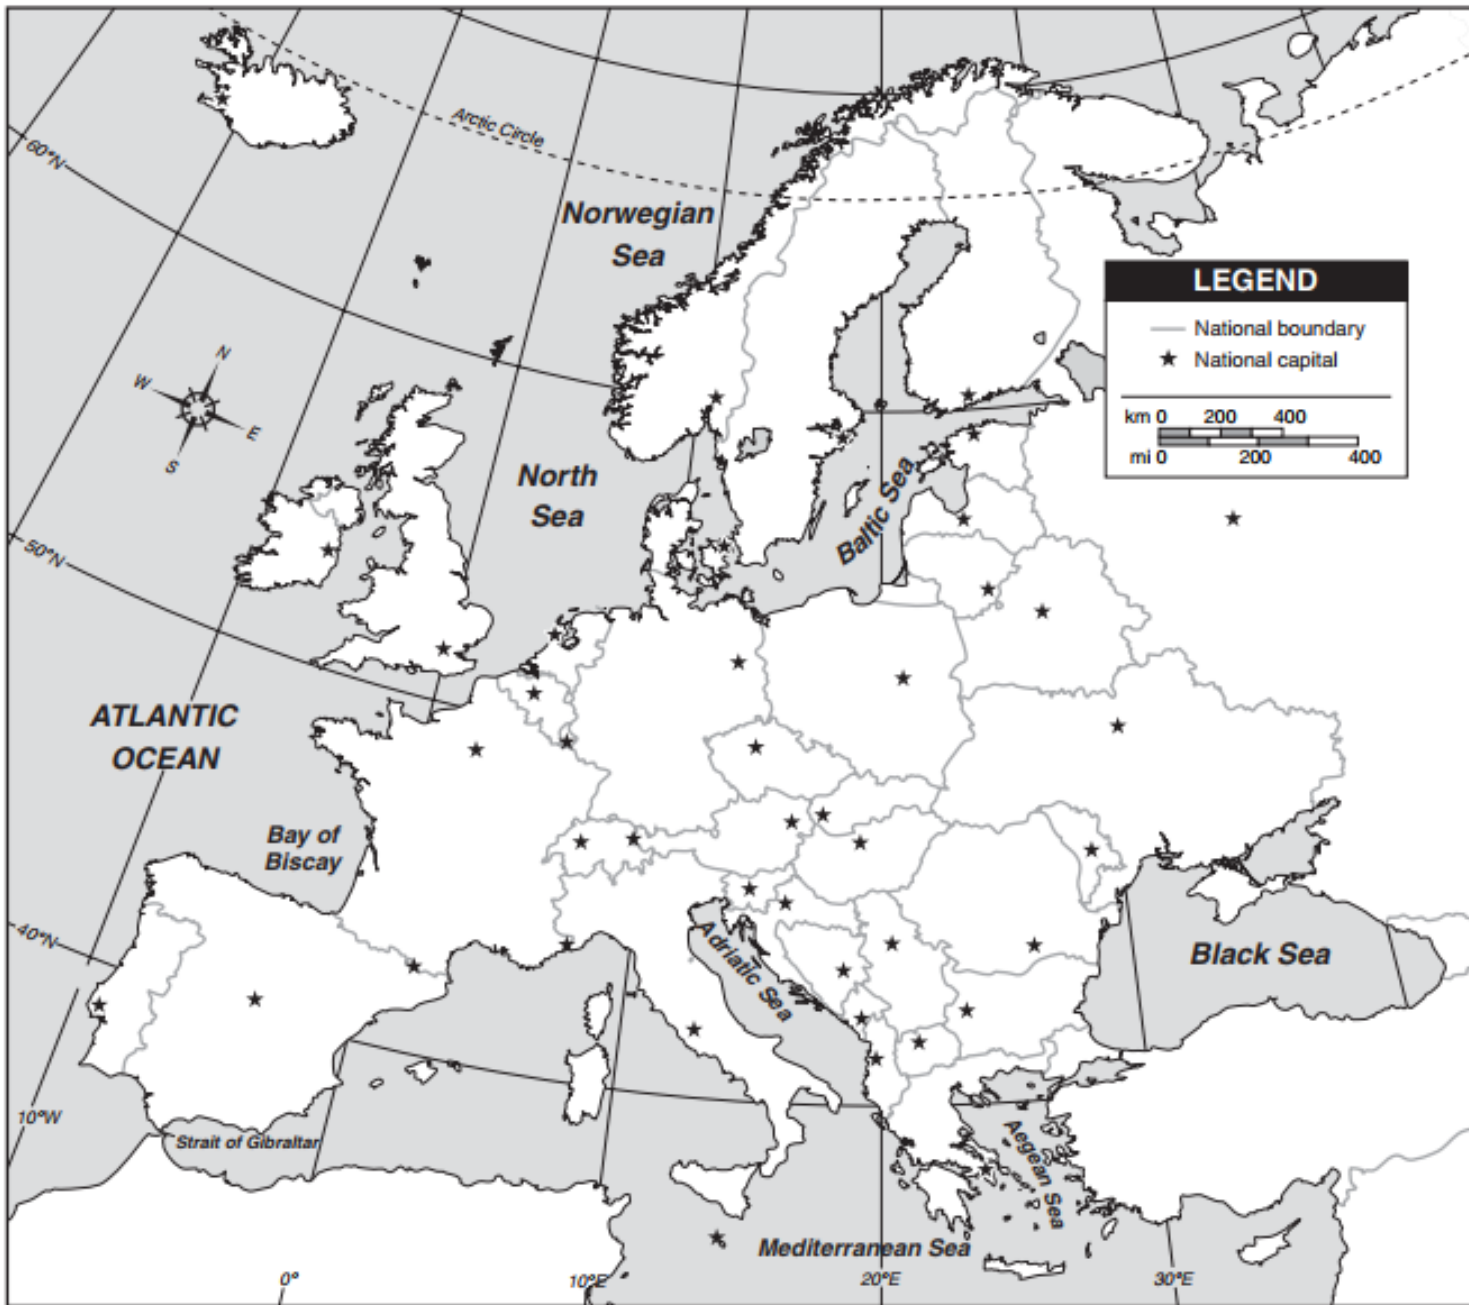 Arctic Circle
60°N
Norwegian
Sea
LEGEND
National boundary
National capital
km 0 200 400
mi 0 200 400
N
W
E
S
North
Sea
Baltic Sea
50°N
ATLANTIC
OCEAN
Bay of
Biscay
40°N
Adriatic Sea
Black Sea
10°W
Strait of Gibraltar
Aegean Sea
Mediterranean Sea
0°
10°E
20°E
30°E